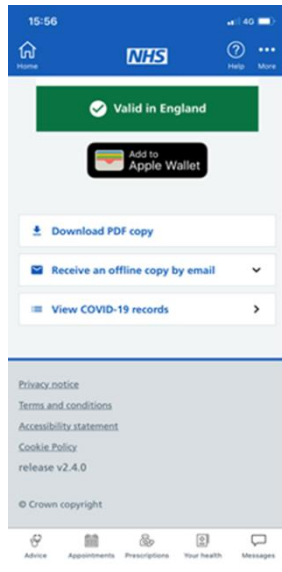 15:56
4G
NHS
Home
Help
More
Valid in England
Add to
Apple Wallet
Download PDF copy
Receive an offline copy by email
View COVID-19 records
Privacy notice
Terms and conditions
Accessibility statement
Cookie Policy
release v2.4.0
© Crown copyright
Advice
Appointments
Prescriptions
Your health
Messages